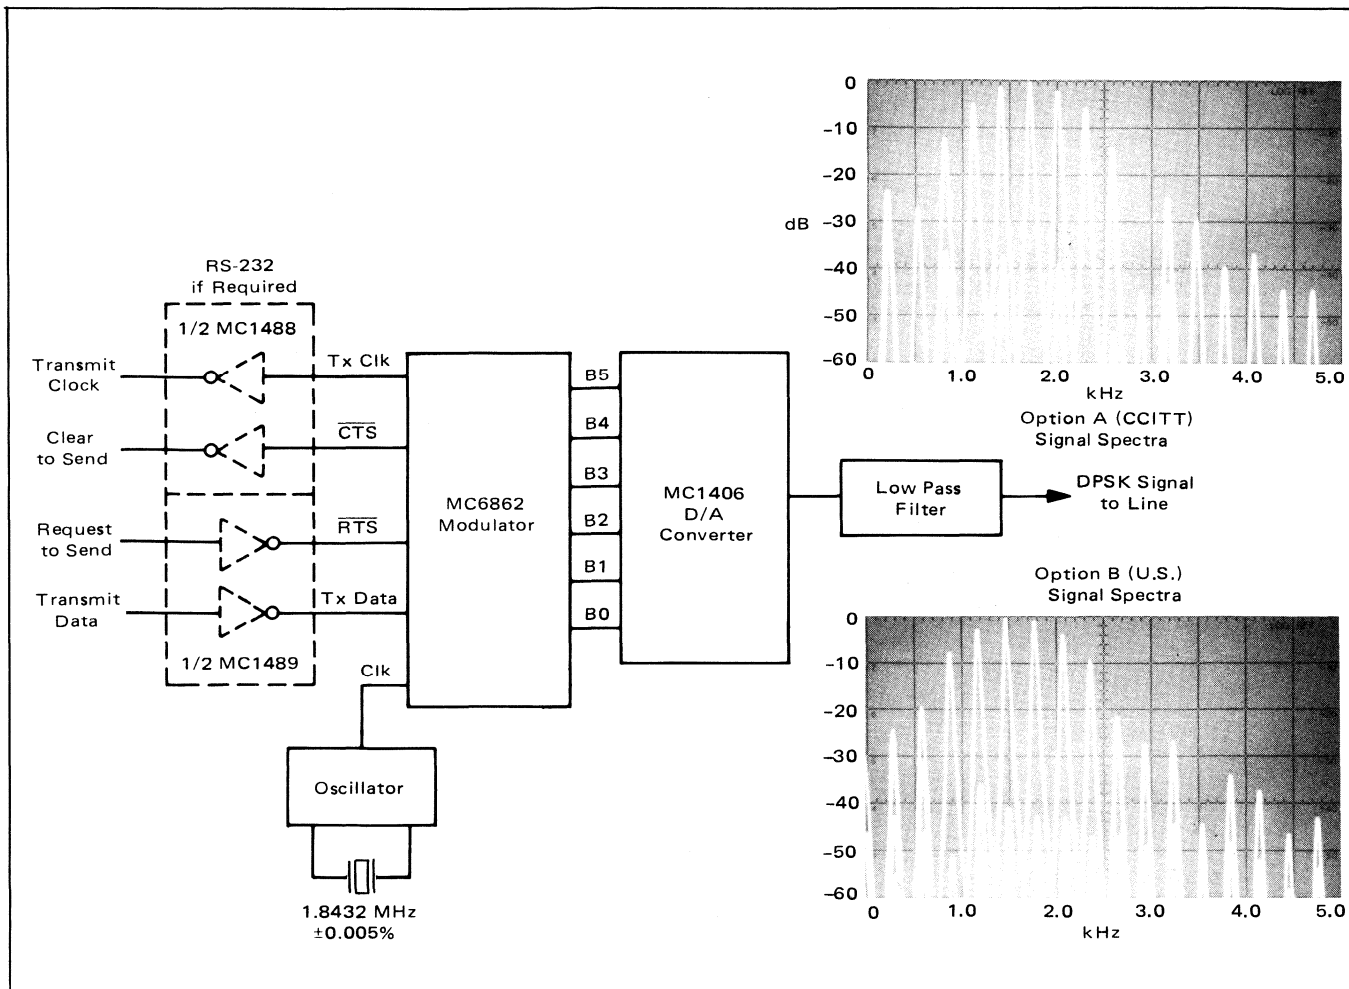 RS-232
if Required
1/2 MC1488
Transmit
Clock
Tx Clk
Clear
to Send
CTS
Request
to Send
RTS
Transmit
Data
Tx Data
1/2 MC1489
Clk
Oscillator
1.8432 MHz
±0.005%
MC6862
Modulator
B5
B4
B3
B2
B1
B0
MC1406
D/A
Converter
Low Pass
Filter
DPSK Signal
to Line
0
-10
-20
dB
-30
-40
-50
-60
0 1.0 2.0 3.0 4.0 5.0
kHz
Option A (CCITT)
Signal Spectra
Option B (U.S.)
Signal Spectra
0
-10
-20
-30
-40
-50
-60
0 1.0 2.0 3.0 4.0 5.0
kHz